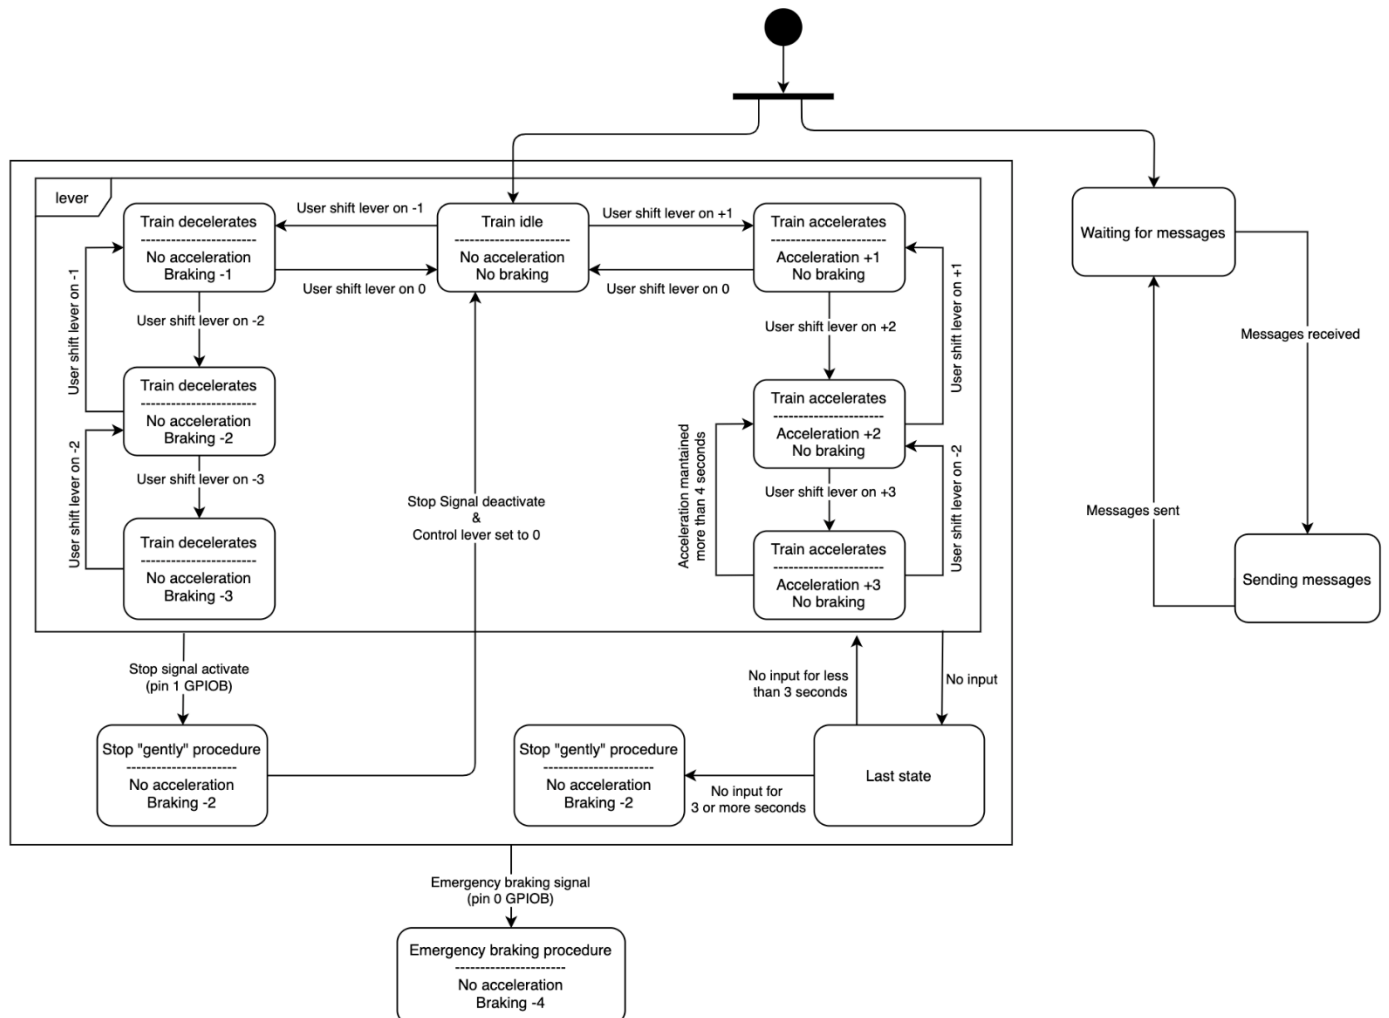 lever
Train decelerates
No acceleration
Braking -1
User shift lever on -1
User shift lever on 0
Train idle
No acceleration
No braking
User shift lever on +1
User shift lever on 0
Train accelerates
Acceleration +1
No braking
User shift lever on -1
User shift lever on -2
Train decelerates
No acceleration
Braking -2
User shift lever on -2
User shift lever on -3
Train decelerates
No acceleration
Braking -3
Stop Signal deactivate
&
Control lever set to 0
User shift lever on +2
User shift lever on +1
Train accelerates
Acceleration +2
No braking
Acceleration mantained
more than 4 seconds
User shift lever on +3
User shift lever on -2
Train accelerates
Acceleration +3
No braking
Waiting for messages
Messages received
Messages sent
Sending messages
Stop signal activate
(pin 1 GPIOB)
Stop "gently" procedure
No acceleration
Braking -2
No input for less
than 3 seconds
No input
Last state
No input for
3 or more seconds
Stop "gently" procedure
No acceleration
Braking -2
Emergency braking signal
(pin 0 GPIOB)
Emergency braking procedure
No acceleration
Braking -4